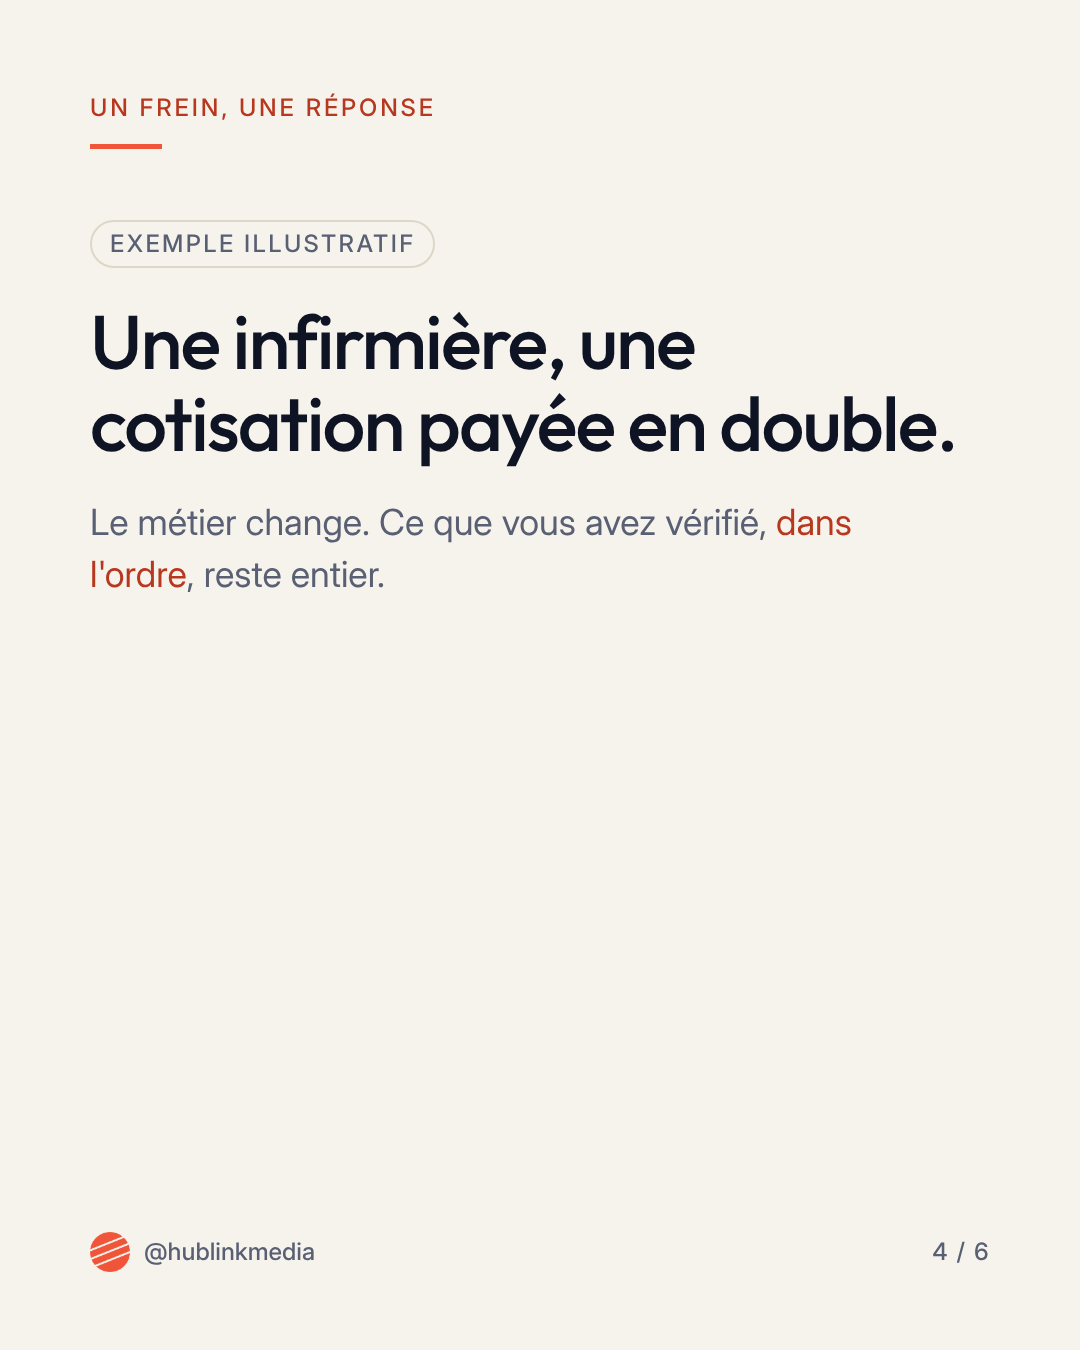 UN FREIN, UNE RÉPONSE
EXEMPLE ILLUSTRATIF
Une infirmière, une
cotisation payée en double.
Le métier change. Ce que vous avez vérifié, dans
l'ordre, reste entier.
@hublinkmedia
4 / 6